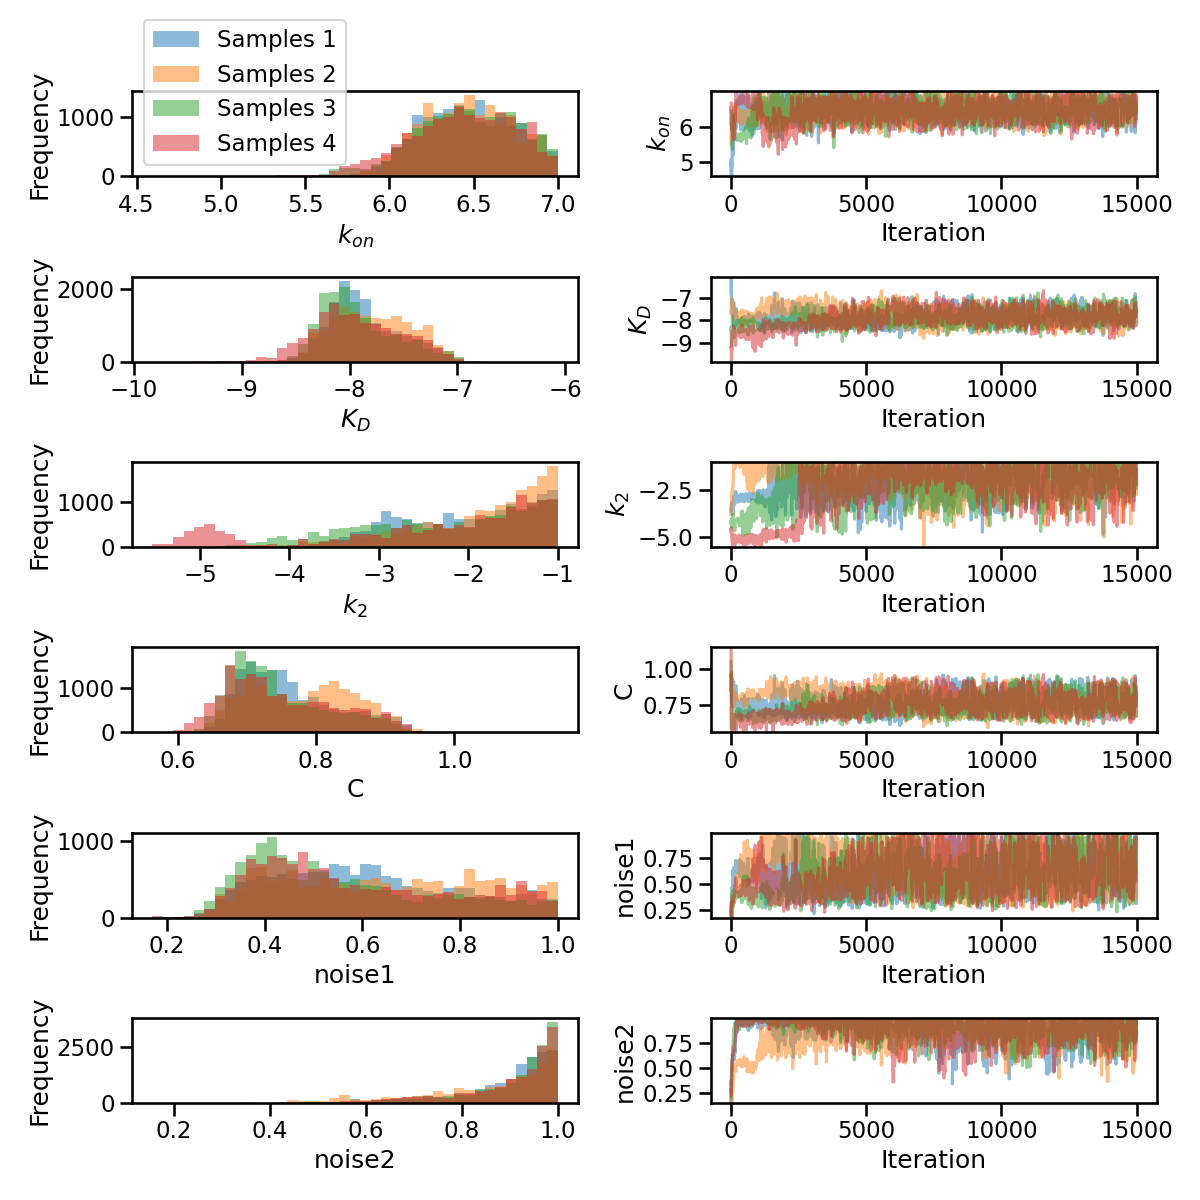 Samples 1
Samples 2
Samples 3
Samples 4
Frequency
1000
0
4.5 5.0 5.5 6.0 6.5 7.0
k_on
k_on
6
5
0 5000 10000 15000
Iteration
Frequency
2000
0
−10 −9 −8 −7 −6
K_D
K_D
−7
−8
−9
0 5000 10000 15000
Iteration
Frequency
1000
0
−5 −4 −3 −2 −1
k_2
k_2
−2.5
−5.0
0 5000 10000 15000
Iteration
Frequency
1000
0
0.6 0.8 1.0
C
C
1.00
0.75
0 5000 10000 15000
Iteration
Frequency
1000
0
0.2 0.4 0.6 0.8 1.0
noise1
noise1
0.75
0.50
0.25
0 5000 10000 15000
Iteration
Frequency
2500
0
0.2 0.4 0.6 0.8 1.0
noise2
noise2
0.75
0.50
0.25
0 5000 10000 15000
Iteration